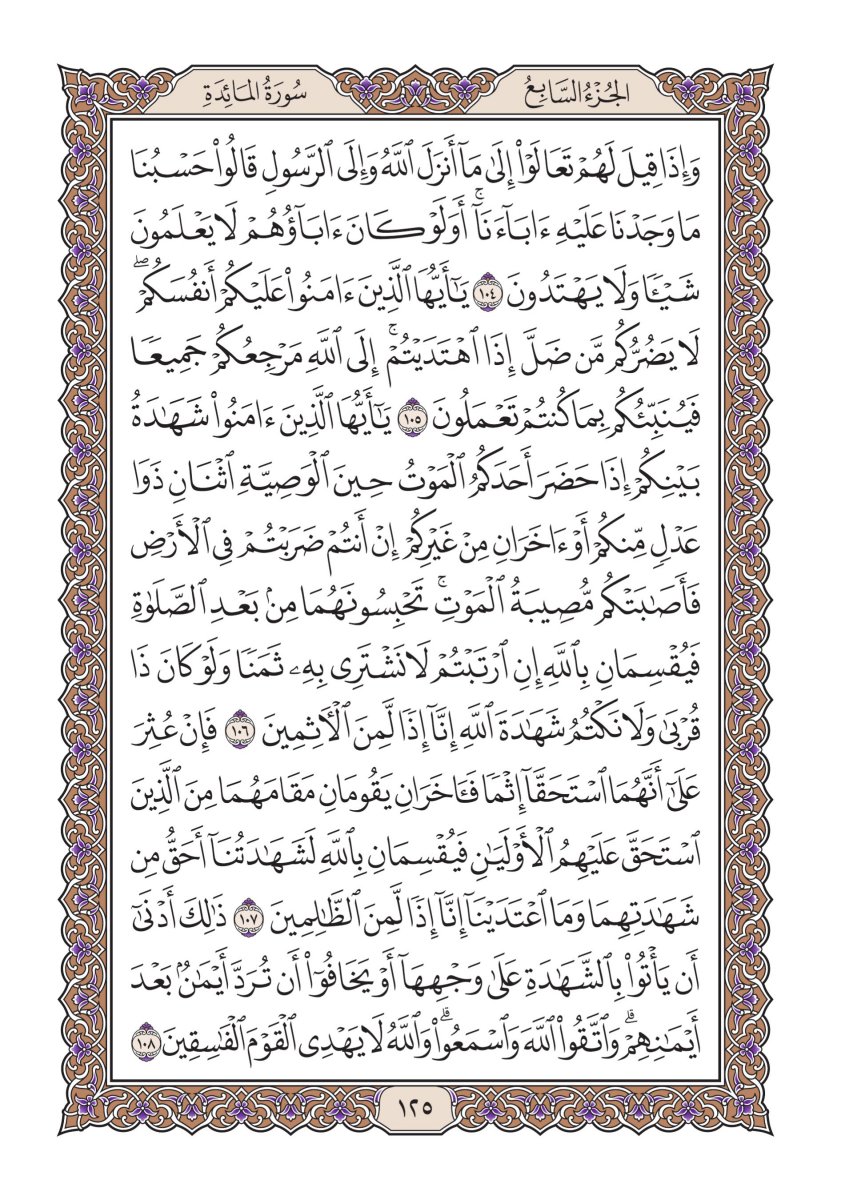 الجُزْءُ السَّابِعُ
سُورَةُ المَائِدَةِ
وَإِذَا قِيلَ لَهُمْ تَعَالَوْاْ إِلَىٰ مَآ أَنزَلَ ٱللَّهُ وَإِلَى ٱلرَّسُولِ قَالُواْ حَسْبُنَا
مَا وَجَدْنَا عَلَيْهِ ءَابَآءَنَآۚ أَوَلَوْ كَانَ ءَابَآؤُهُمْ لَا يَعْلَمُونَ
شَيْـًٔا وَلَا يَهْتَدُونَ ١٠٤ يَـٰٓأَيُّهَا ٱلَّذِينَ ءَامَنُواْ عَلَيْكُمْ أَنفُسَكُمْۖ
لَا يَضُرُّكُم مَّن ضَلَّ إِذَا ٱهْتَدَيْتُمْۚ إِلَى ٱللَّهِ مَرْجِعُكُمْ جَمِيعًا
فَيُنَبِّئُكُم بِمَا كُنتُمْ تَعْمَلُونَ ١٠٥ يَـٰٓأَيُّهَا ٱلَّذِينَ ءَامَنُواْ شَهَـٰدَةُ
بَيْنِكُمْ إِذَا حَضَرَ أَحَدَكُمُ ٱلْمَوْتُ حِينَ ٱلْوَصِيَّةِ ٱثْنَانِ ذَوَا
عَدْلٍ مِّنكُمْ أَوْ ءَاخَرَانِ مِنْ غَيْرِكُمْ إِنْ أَنتُمْ ضَرَبْتُمْ فِى ٱلْأَرْضِ
فَأَصَـٰبَتْكُم مُّصِيبَةُ ٱلْمَوْتِۚ تَحْبِسُونَهُمَا مِنۢ بَعْدِ ٱلصَّلَوٰةِ
فَيُقْسِمَانِ بِٱللَّهِ إِنِ ٱرْتَبْتُمْ لَا نَشْتَرِى بِهِۦ ثَمَنًا وَلَوْ كَانَ ذَا
قُرْبَىٰ وَلَا نَكْتُمُ شَهَـٰدَةَ ٱللَّهِ إِنَّآ إِذًا لَّمِنَ ٱلْـَٔاثِمِينَ ١٠٦ فَإِنْ عُثِرَ
عَلَىٰٓ أَنَّهُمَا ٱسْتَحَقَّآ إِثْمًا فَـَٔاخَرَانِ يَقُومَانِ مَقَامَهُمَا مِنَ ٱلَّذِينَ
ٱسْتَحَقَّ عَلَيْهِمُ ٱلْأَوْلَيَـٰنِ فَيُقْسِمَانِ بِٱللَّهِ لَشَهَـٰدَتُنَآ أَحَقُّ مِن
شَهَـٰدَتِهِمَا وَمَا ٱعْتَدَيْنَآ إِنَّآ إِذًا لَّمِنَ ٱلظَّـٰلِمِينَ ١٠٧ ذَٰلِكَ أَدْنَىٰٓ
أَن يَأْتُواْ بِٱلشَّهَـٰدَةِ عَلَىٰ وَجْهِهَآ أَوْ يَخَافُوٓاْ أَن تُرَدَّ أَيْمَـٰنٌۢ بَعْدَ
أَيْمَـٰنِهِمْۗ وَٱتَّقُواْ ٱللَّهَ وَٱسْمَعُواْۗ وَٱللَّهُ لَا يَهْدِى ٱلْقَوْمَ ٱلْفَـٰسِقِينَ ١٠٨
١٢٥